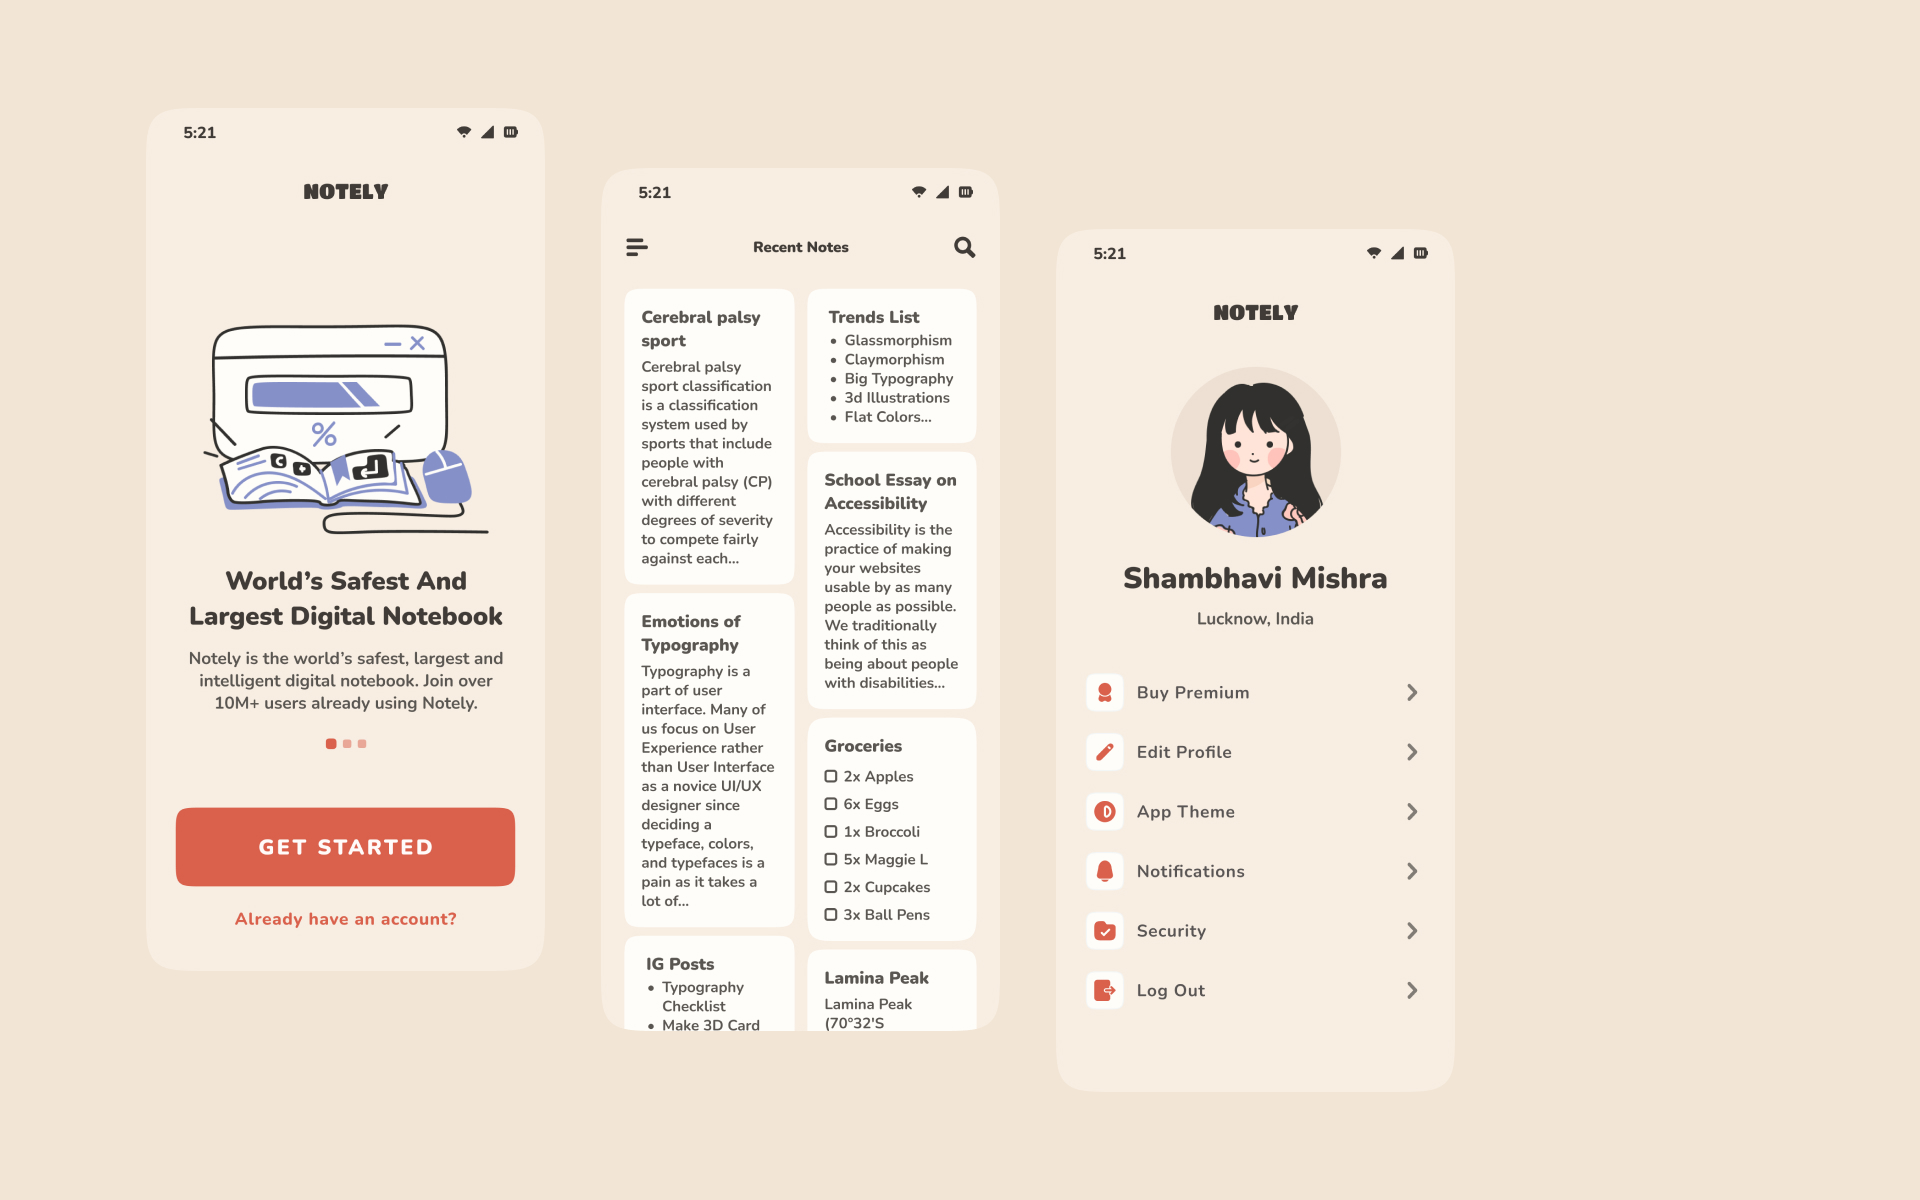 5:21
NOTELY
World’s Safest And
Largest Digital Notebook
Notely is the world’s safest, largest and
intelligent digital notebook. Join over
10M+ users already using Notely.
GET STARTED
Already have an account?
5:21
Recent Notes
Cerebral palsy
sport
Cerebral palsy
sport classification
is a classification
system used by
sports that include
people with
cerebral palsy (CP)
with different
degrees of severity
to compete fairly
against each...
Emotions of
Typography
Typography is a
part of user
interface. Many of
us focus on User
Experience rather
than User Interface
as a novice UI/UX
designer since
deciding a
typeface, colors,
and typefaces is a
pain as it takes a
lot of...
IG Posts
• Typography
Checklist
• Make 3D Card
Trends List
• Glassmorphism
• Claymorphism
• Big Typography
• 3d Illustrations
• Flat Colors...
School Essay on
Accessibility
Accessibility is the
practice of making
your websites
usable by as many
people as possible.
We traditionally
think of this as
being about people
with disabilities...
Groceries
2x Apples
6x Eggs
1x Broccoli
5x Maggie L
2x Cupcakes
3x Ball Pens
Lamina Peak
Lamina Peak
(70°32'S
5:21
NOTELY
Shambhavi Mishra
Lucknow, India
Buy Premium
Edit Profile
App Theme
Notifications
Security
Log Out